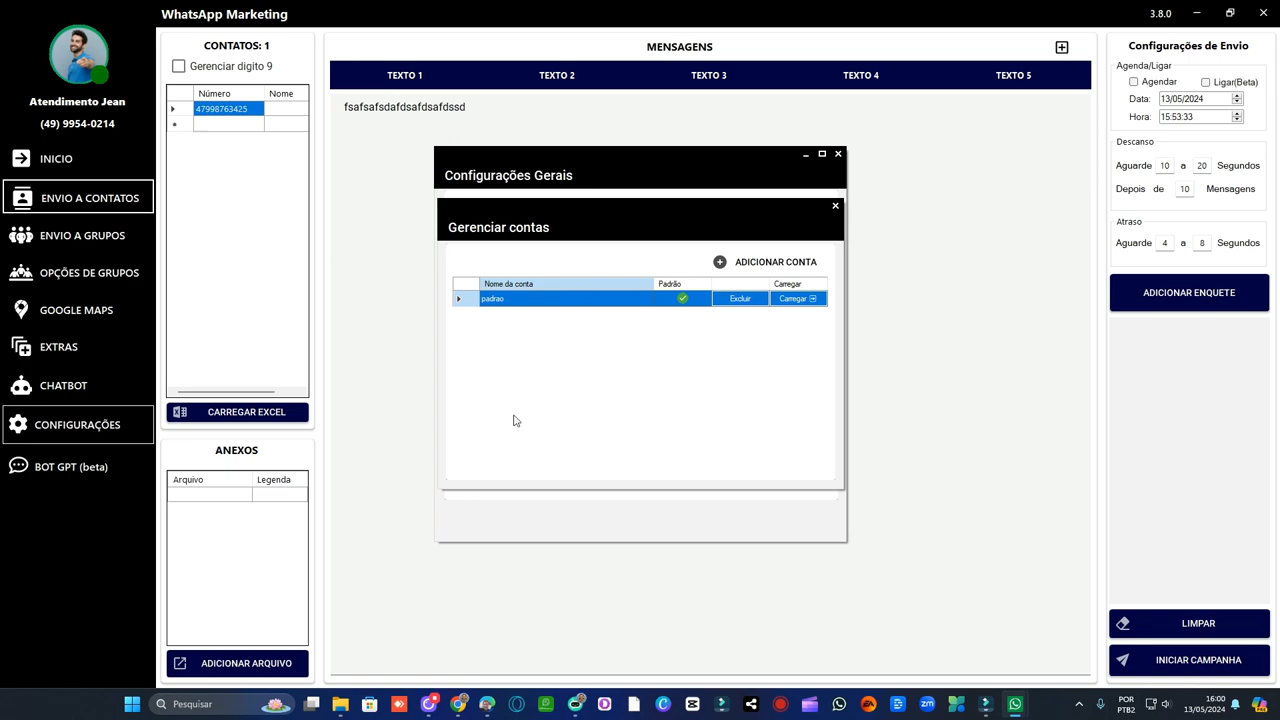 WhatsApp Marketing
3.8.0
Atendimento Jean
(49) 9954-0214
INICIO
ENVIO A CONTATOS
ENVIO A GRUPOS
OPÇÕES DE GRUPOS
GOOGLE MAPS
EXTRAS
CHATBOT
CONFIGURAÇÕES
BOT GPT (beta)
CONTATOS: 1
Gerenciar digito 9
Número Nome
47998763425
CARREGAR EXCEL
ANEXOS
Arquivo Legenda
ADICIONAR ARQUIVO
MENSAGENS
TEXTO 1 TEXTO 2 TEXTO 3 TEXTO 4 TEXTO 5
fsafsafsdafdsafdsafdssd
Configurações Gerais
Gerenciar contas
ADICIONAR CONTA
Nome da conta Padrão Carregar
padrao Excluir Carregar
Configurações de Envio
Agenda/Ligar
Agendar Ligar(Beta)
Data: 13/05/2024
Hora: 15:53:33
Descanso
Aguarde 10 a 20 Segundos
Depois de 10 Mensagens
Atraso
Aguarde 4 a 8 Segundos
ADICIONAR ENQUETE
LIMPAR
INICIAR CAMPANHA
Pesquisar
zm
POR
PTB2
16:00
13/05/2024